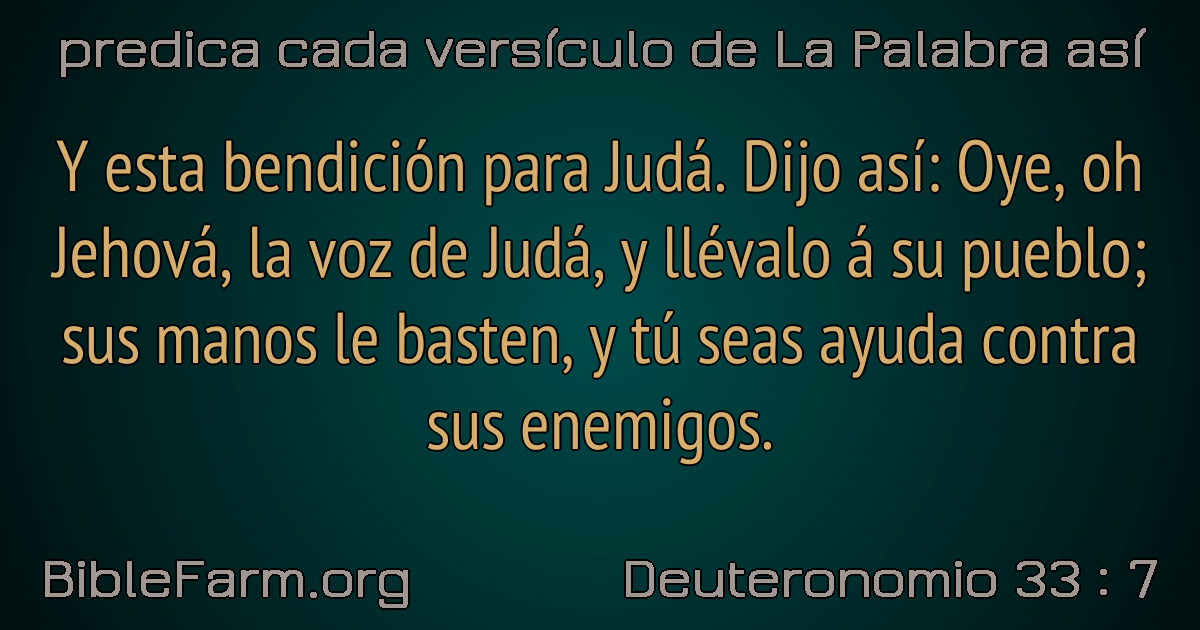 predica cada versículo de La Palabra así
Y esta bendición para Judá. Dijo así: Oye, oh
Jehová, la voz de Judá, y llévalo á su pueblo;
sus manos le basten, y tú seas ayuda contra
sus enemigos.
BibleFarm.org
Deuteronomio 33 : 7